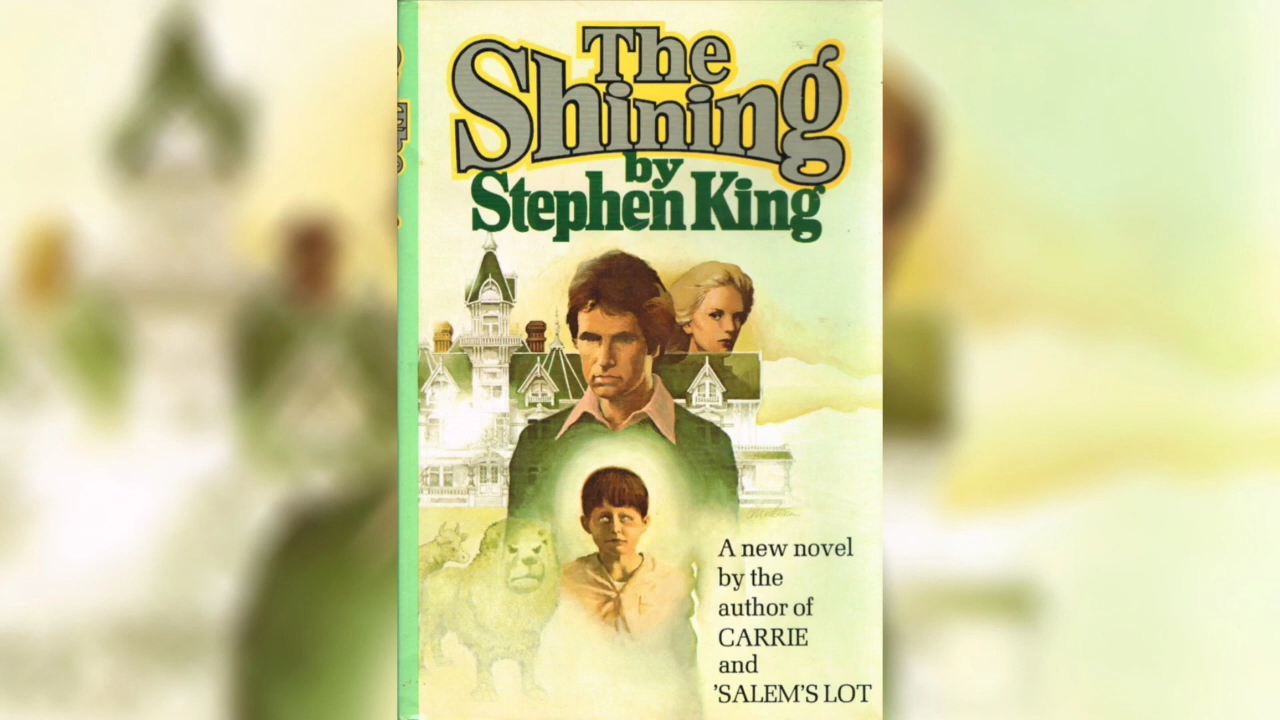 The
Shining
by
Stephen King
A new novel
by the
author of
CARRIE
and
'SALEM'S LOT